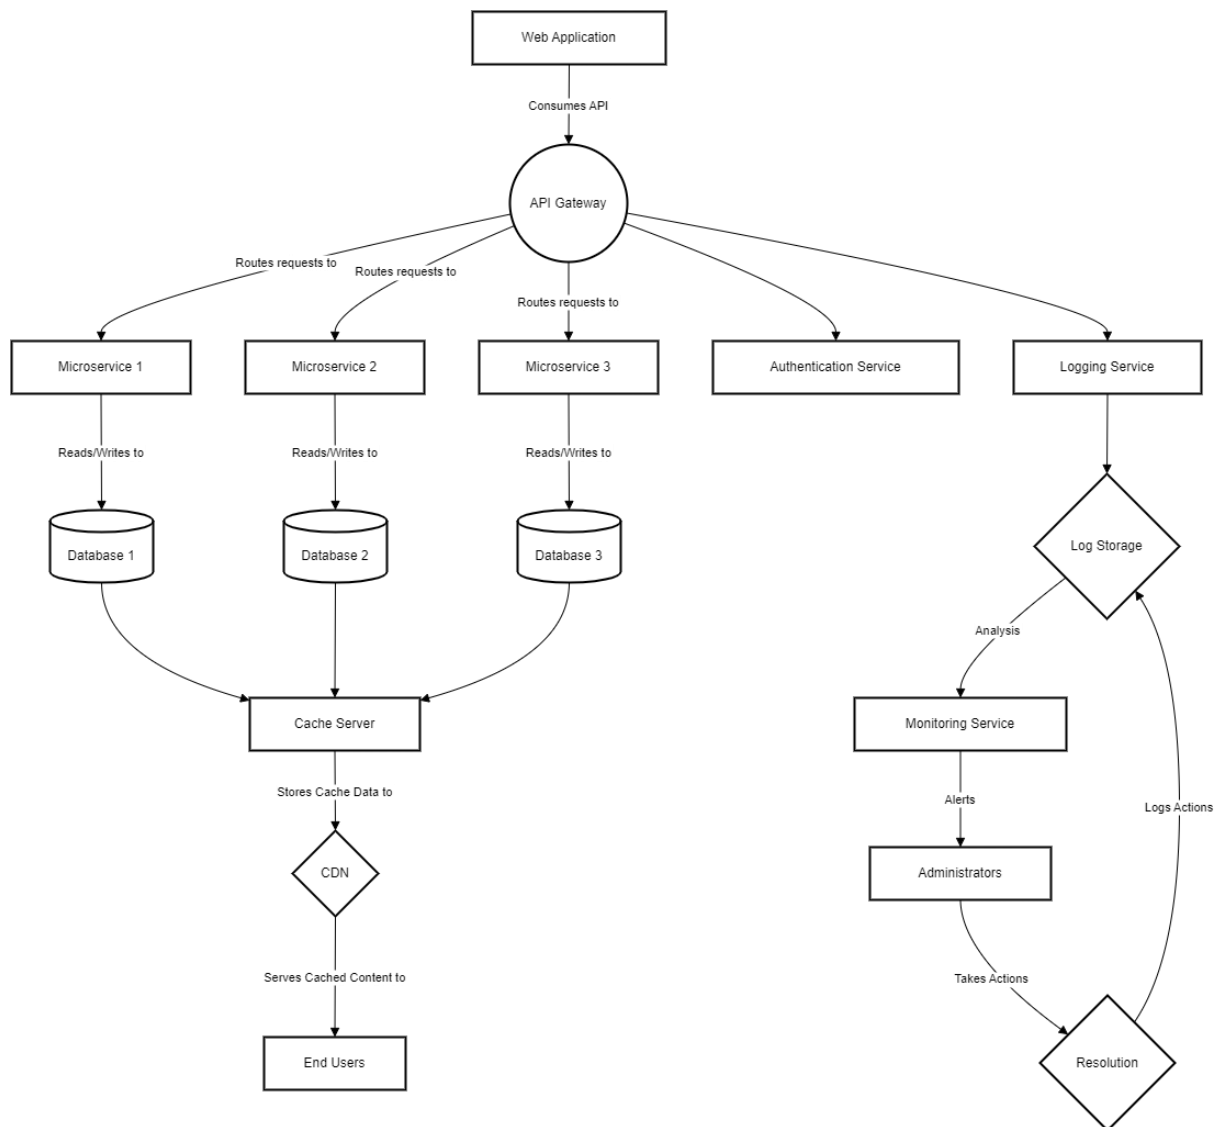 Web Application
Consumes API
API Gateway
Routes requests to
Routes requests to
Routes requests to
Microservice 1
Microservice 2
Microservice 3
Authentication Service
Logging Service
Reads/Writes to
Reads/Writes to
Reads/Writes to
Database 1
Database 2
Database 3
Log Storage
Analysis
Cache Server
Monitoring Service
Stores Cache Data to
Alerts
Logs Actions
CDN
Administrators
Serves Cached Content to
Takes Actions
End Users
Resolution